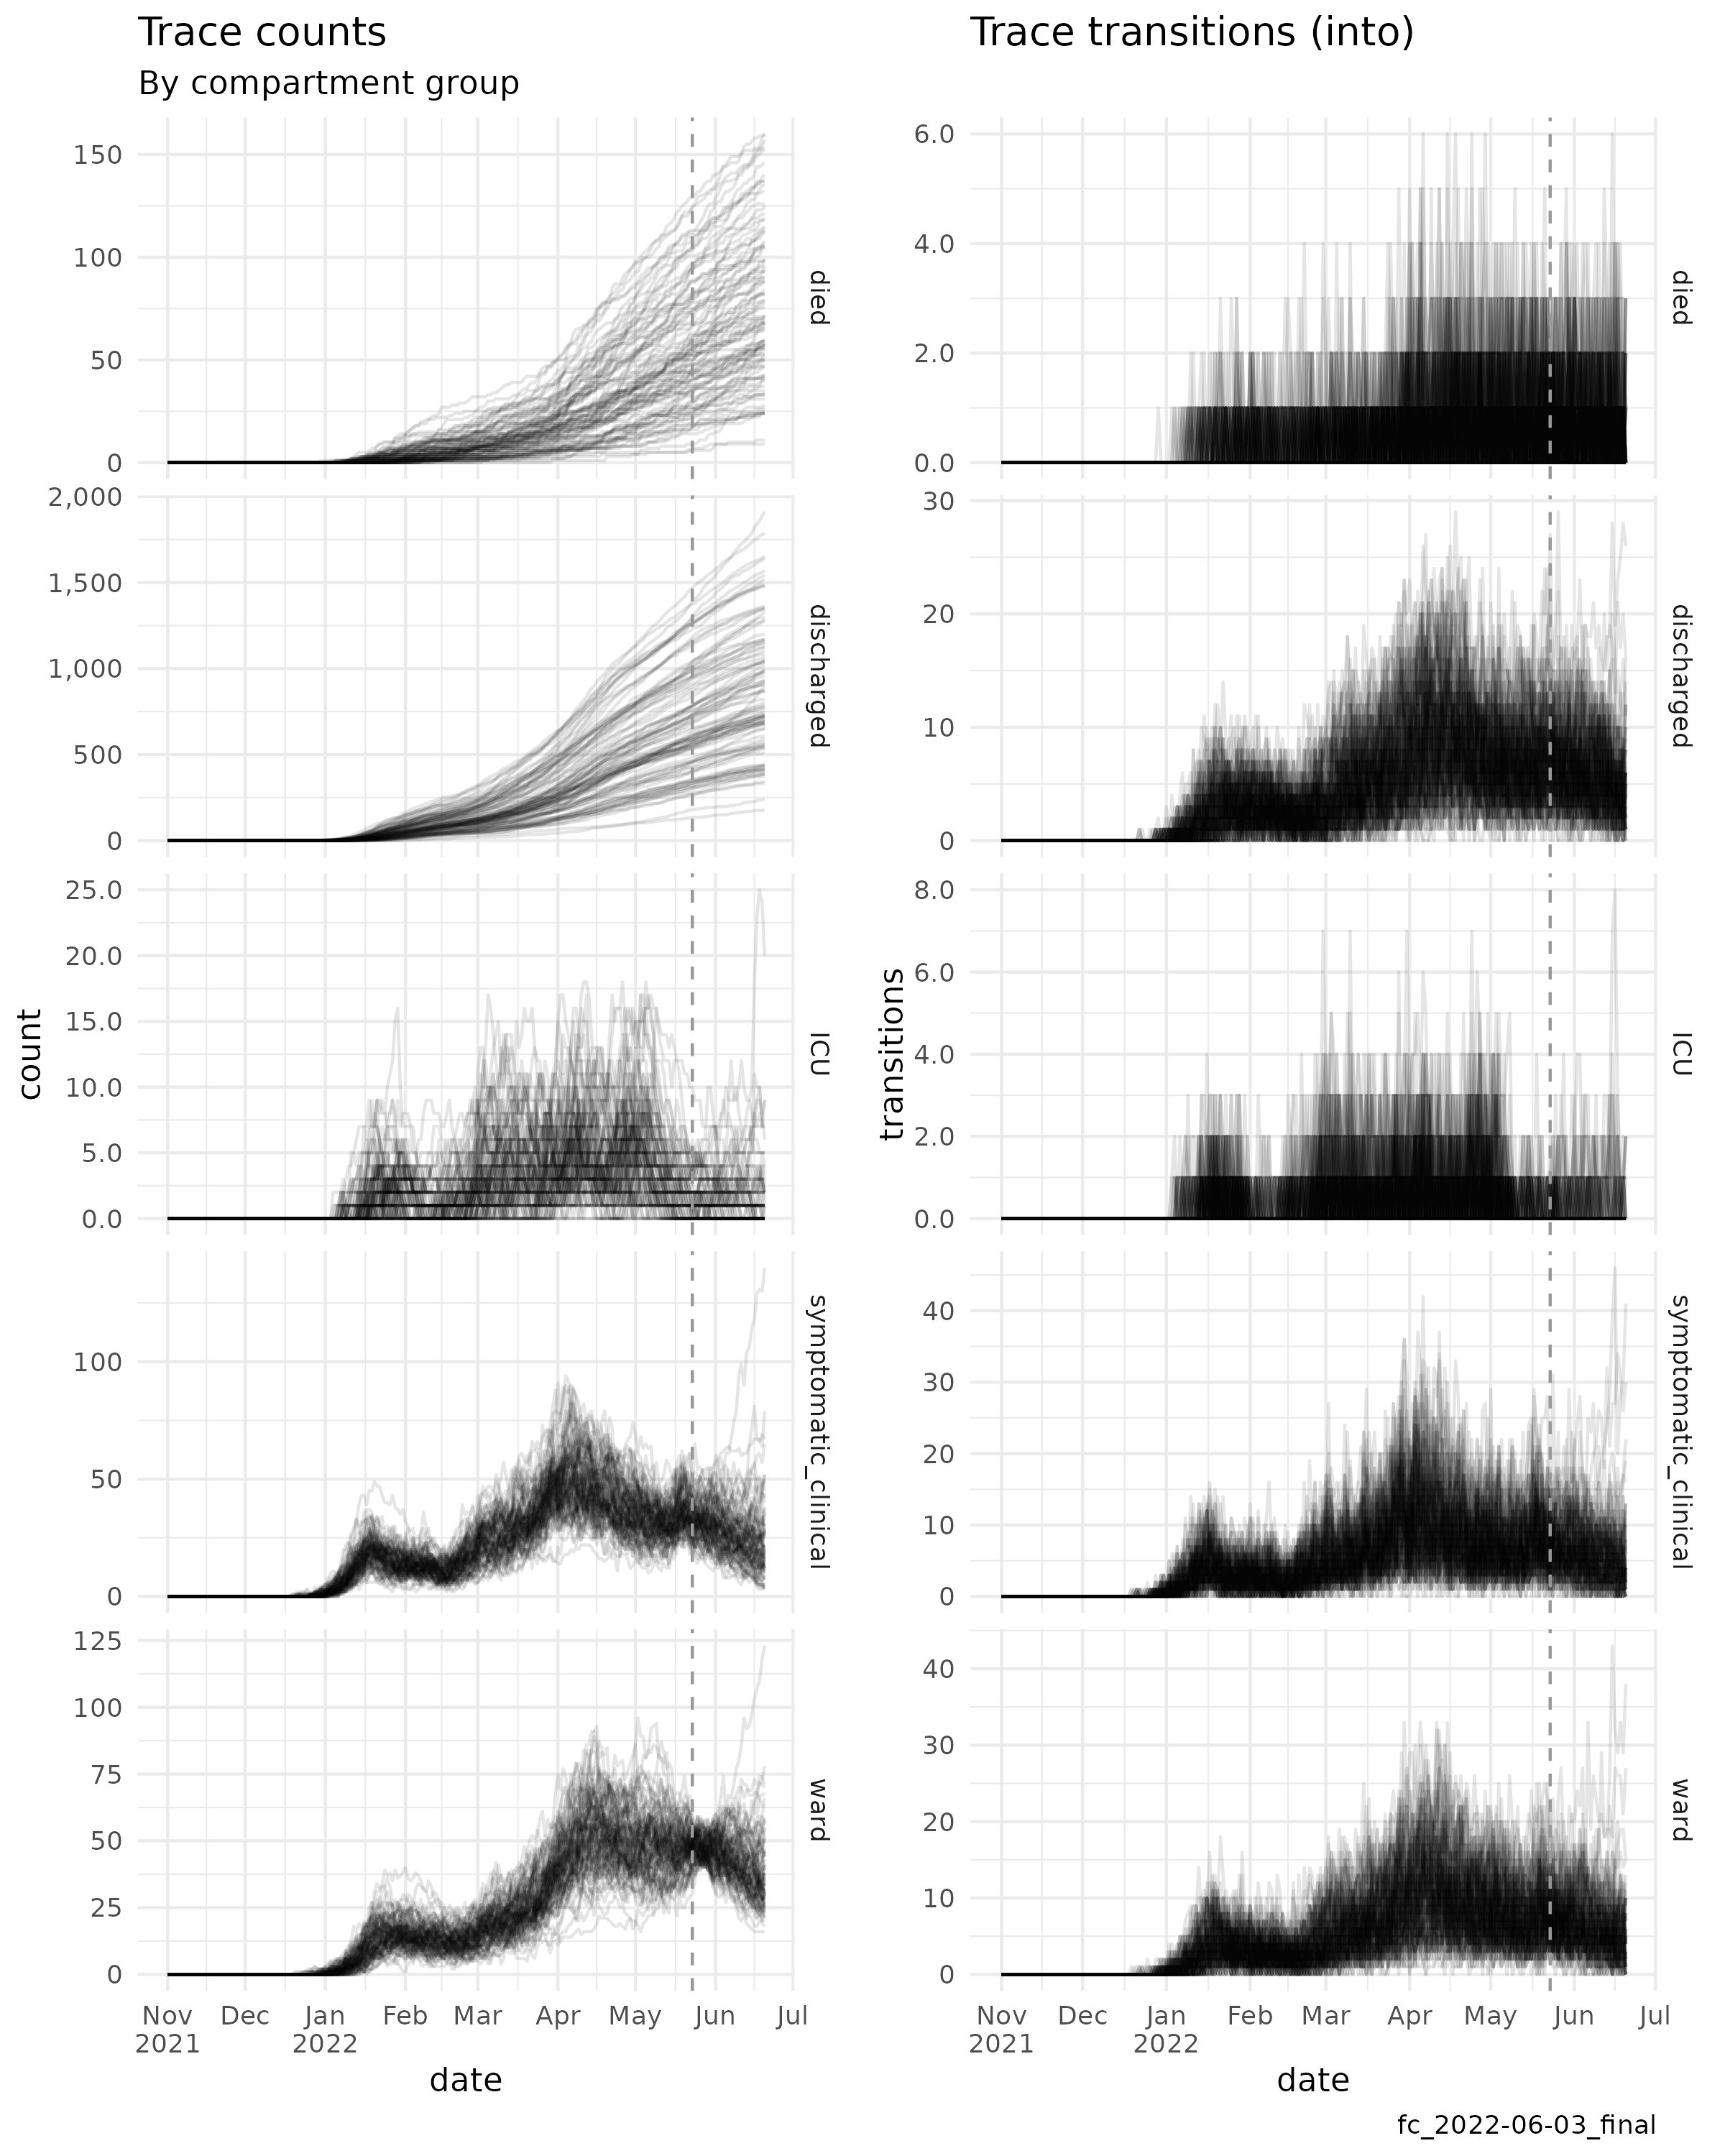 Trace counts
By compartment group
Trace transitions (into)
count
150
100
50
0
died
2,000
1,500
1,000
500
0
discharged
25.0
20.0
15.0
10.0
5.0
0.0
ICU
100
50
0
symptomatic_clinical
125
100
75
50
25
0
ward
Nov Dec Jan Feb Mar Apr May Jun Jul
2021 2022
date
transitions
6.0
4.0
2.0
0.0
died
30
20
10
0
discharged
8.0
6.0
4.0
2.0
0.0
ICU
40
30
20
10
0
symptomatic_clinical
40
30
20
10
0
ward
Nov Dec Jan Feb Mar Apr May Jun Jul
2021 2022
date
fc_2022-06-03_final